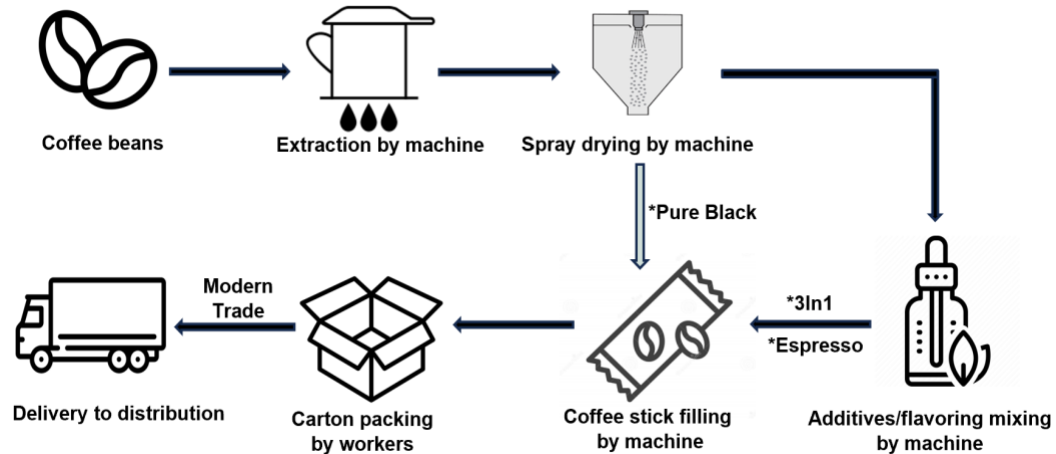 Coffee beans
Extraction by machine
Spray drying by machine
*Pure Black
Modern
Trade
*3In1
*Espresso
Delivery to distribution
Carton packing
by workers
Coffee stick filling
by machine
Additives/flavoring mixing
by machine